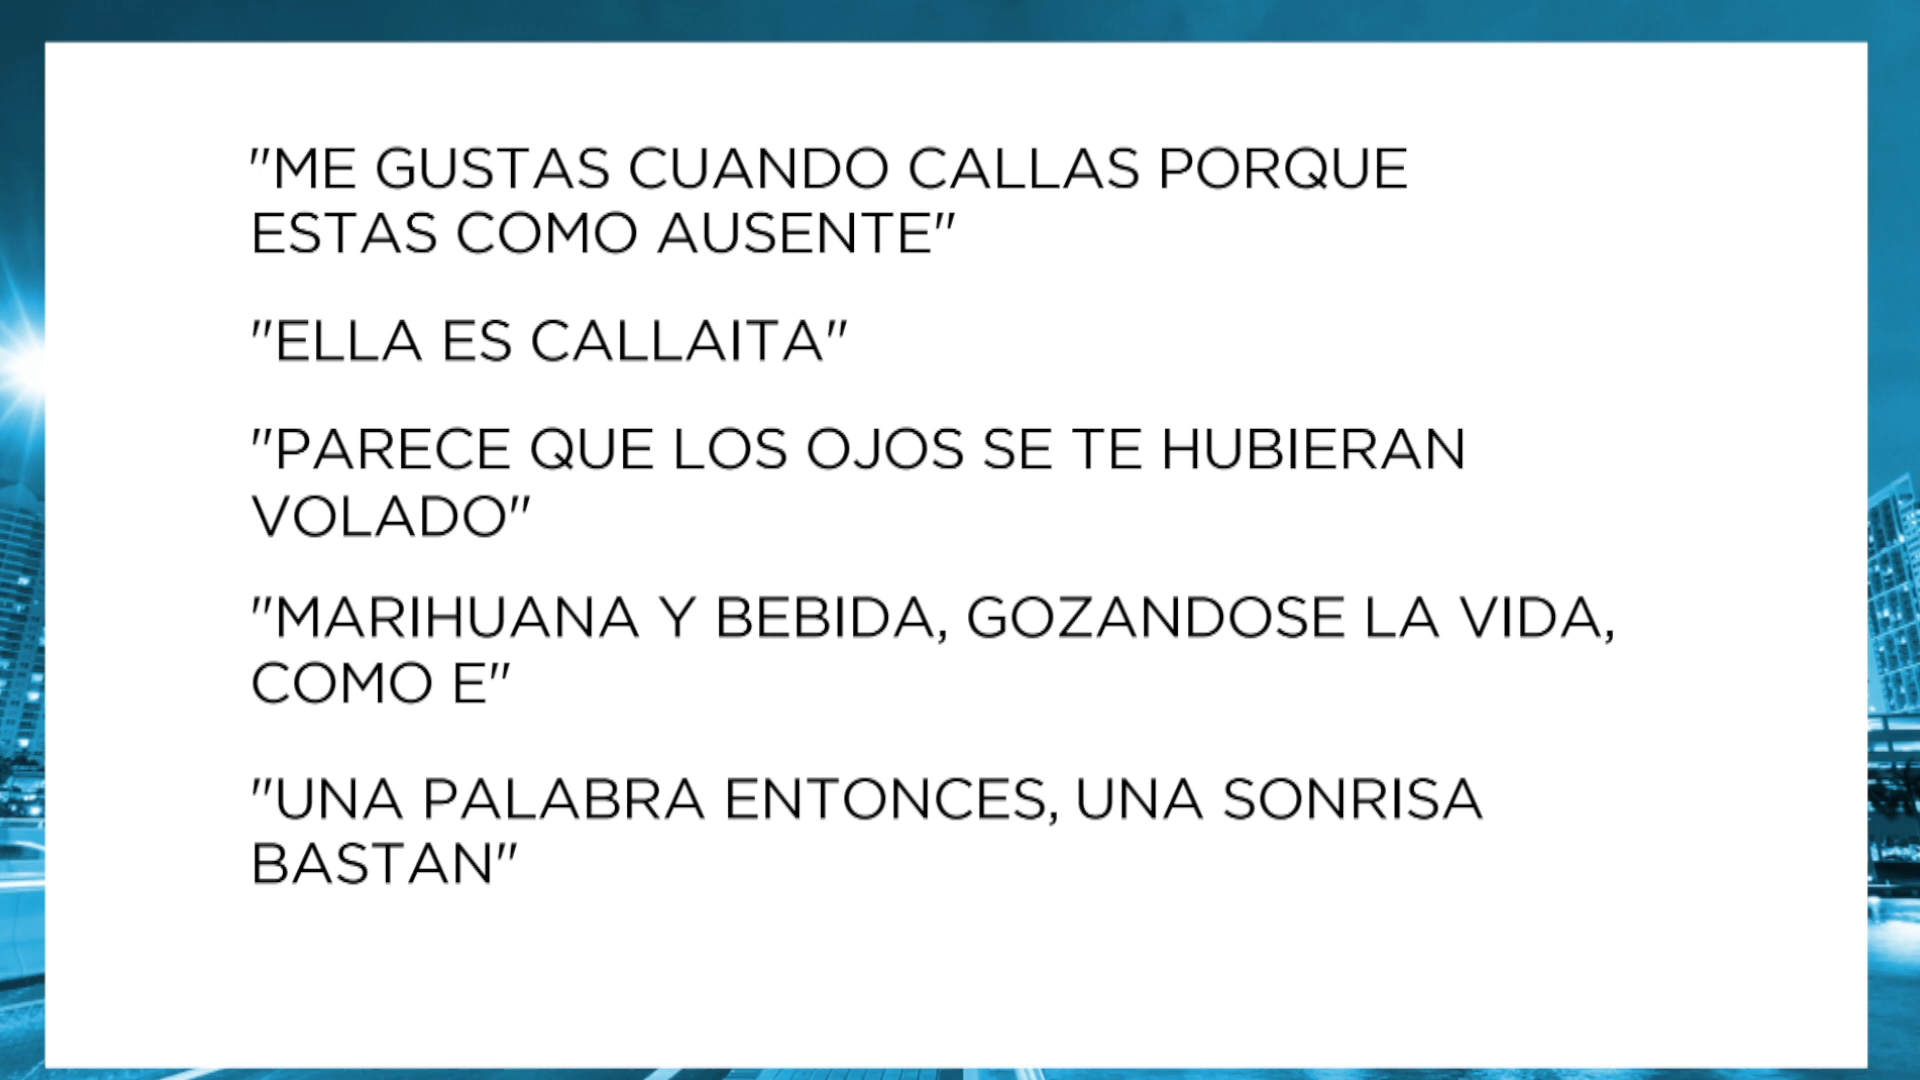 "ME GUSTAS CUANDO CALLAS PORQUE
ESTAS COMO AUSENTE"
"ELLA ES CALLAITA"
"PARECE QUE LOS OJOS SE TE HUBIERAN
VOLADO"
"MARIHUANA Y BEBIDA, GOZANDOSE LA VIDA,
COMO E"
"UNA PALABRA ENTONCES, UNA SONRISA
BASTAN"